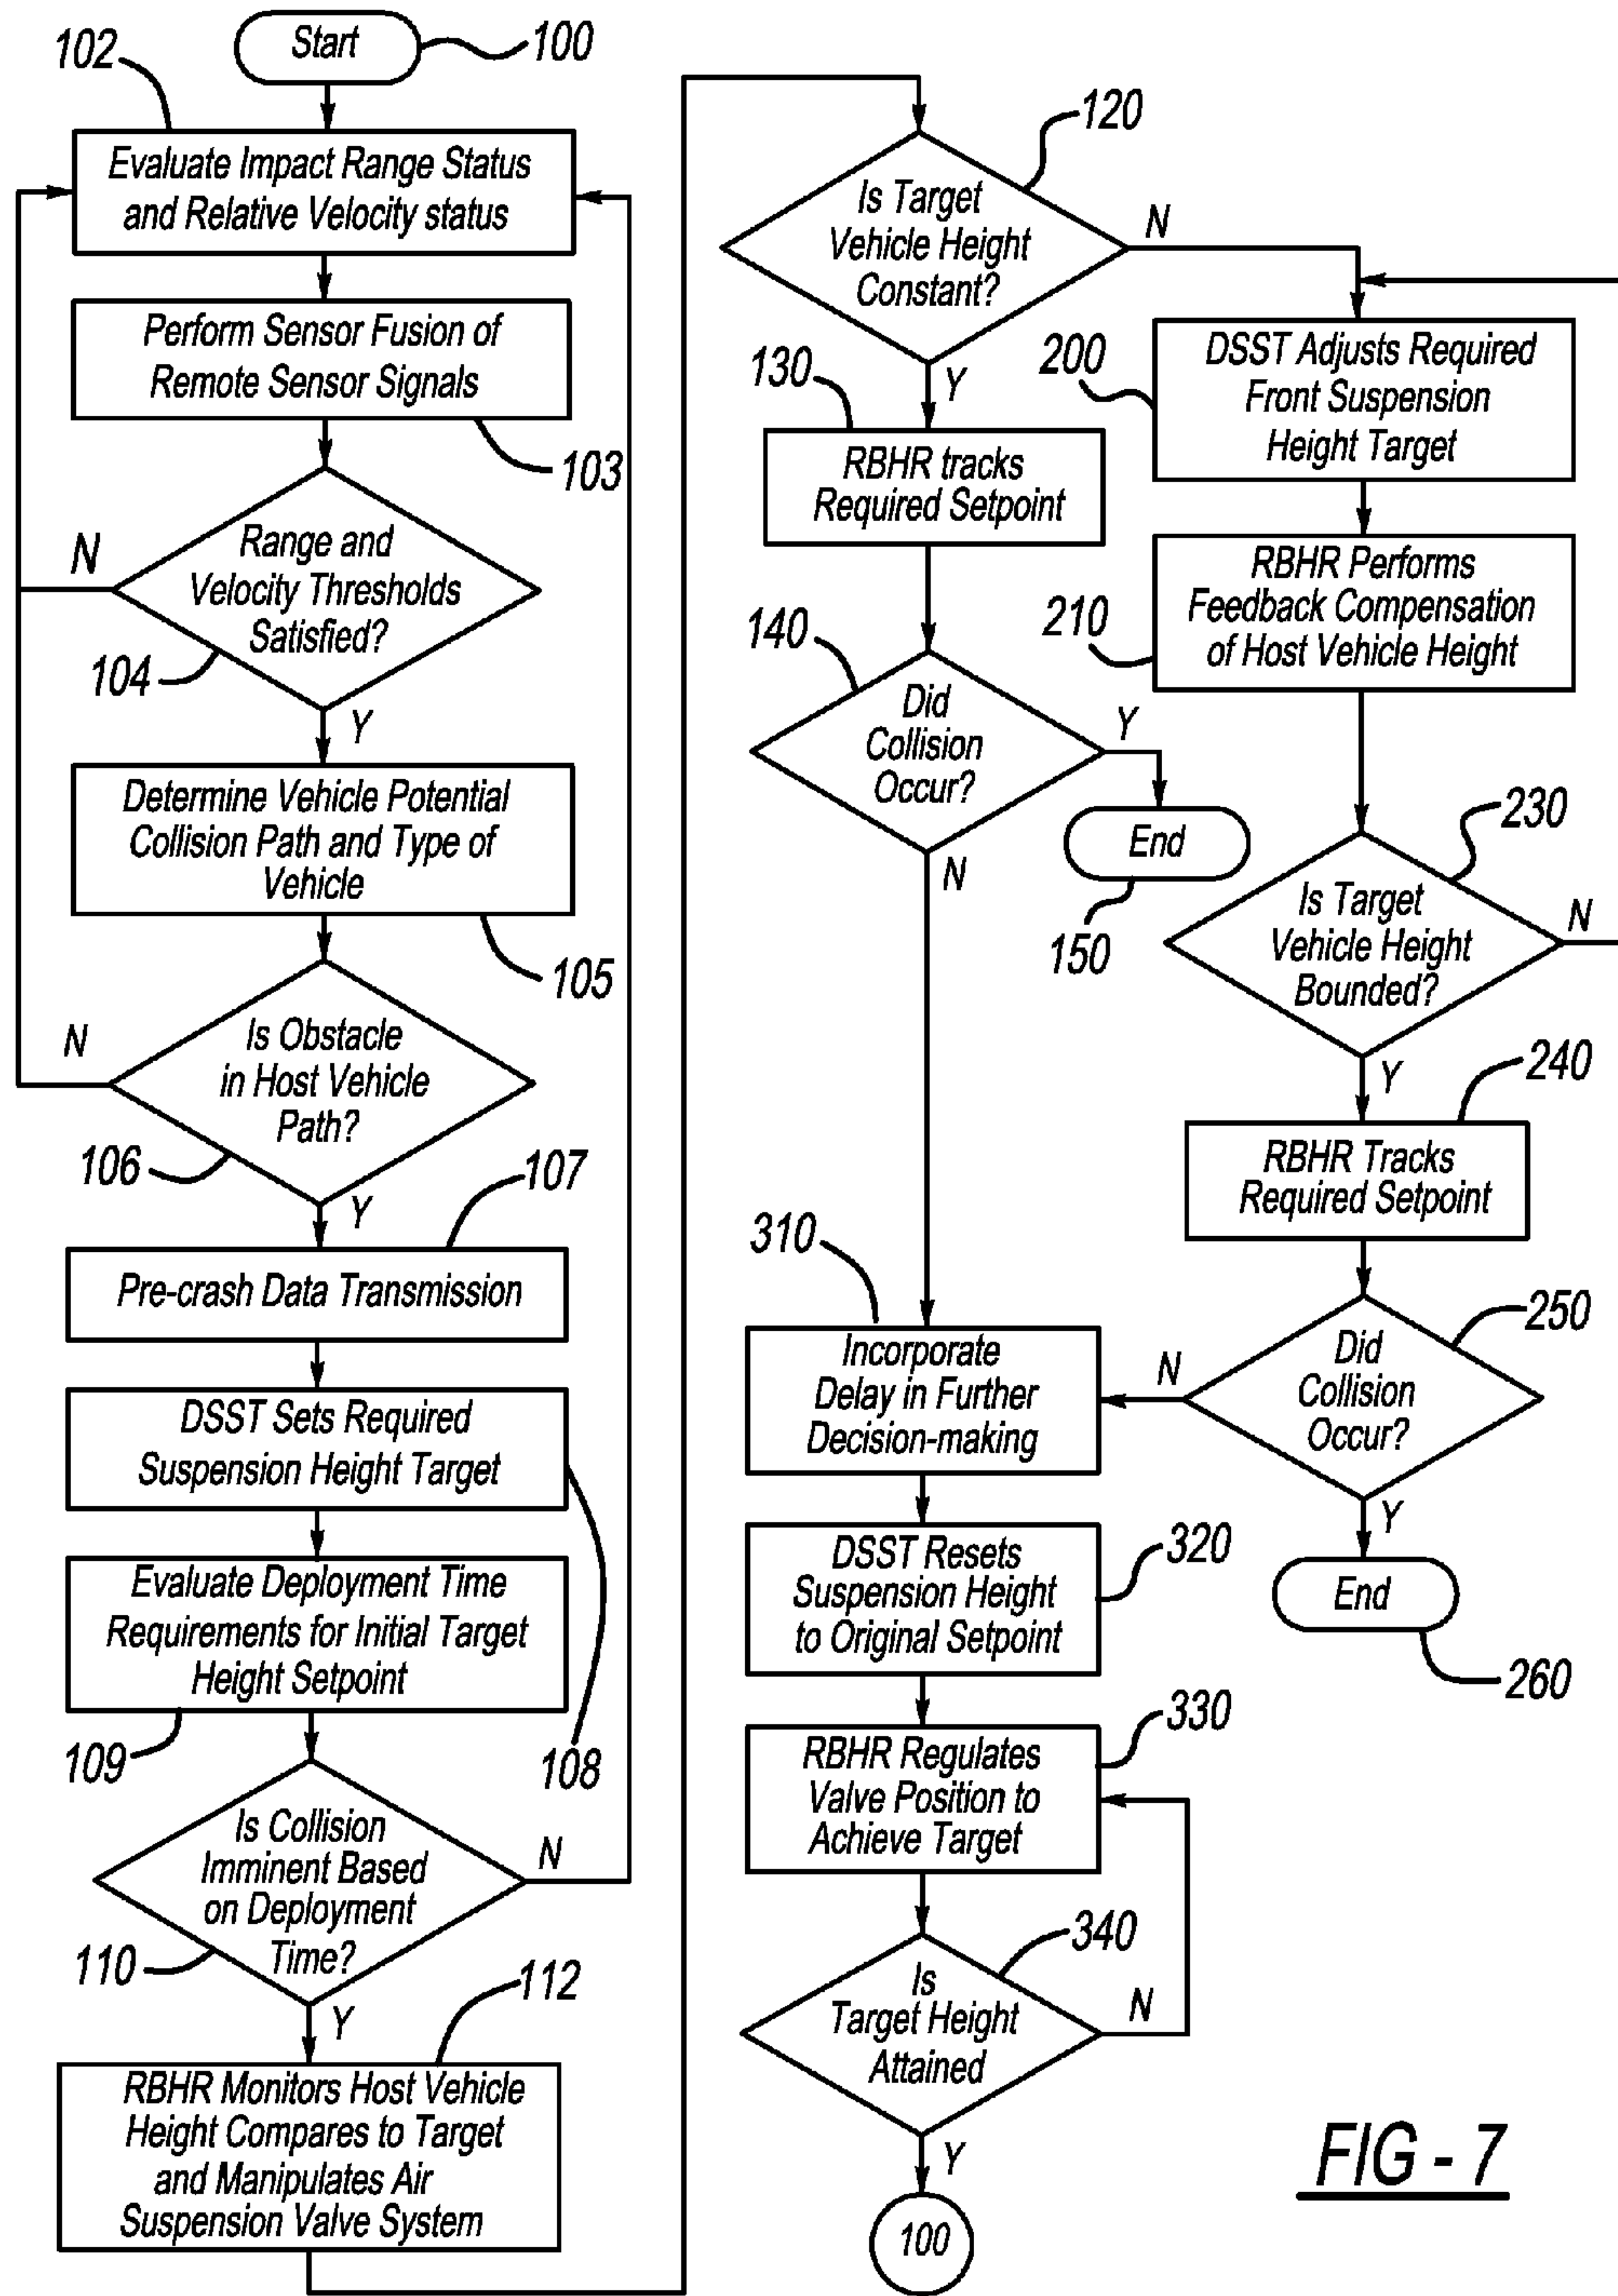 Start
100
102
Evaluate Impact Range Status
and Relative Velocity status
Perform Sensor Fusion of
Remote Sensor Signals
103
Range and
Velocity Thresholds
Satisfied?
N
104
Y
Determine Vehicle Potential
Collision Path and Type of
Vehicle
105
Is Obstacle
in Host Vehicle
Path?
N
106
Y
107
Pre-crash Data Transmission
DSST Sets Required
Suspension Height Target
108
Evaluate Deployment Time
Requirements for Initial Target
Height Setpoint
109
Is Collision
Imminent Based
on Deployment
Time?
N
110
Y
112
RBHR Monitors Host Vehicle
Height Compares to Target
and Manipulates Air
Suspension Valve System
120
Is Target
Vehicle Height
Constant?
N
Y
130
RBHR tracks
Required Setpoint
140
Did
Collision
Occur?
Y
End
150
N
200
DSST Adjusts Required
Front Suspension
Height Target
210
RBHR Performs
Feedback Compensation
of Host Vehicle Height
230
Is Target
Vehicle Height
Bounded?
N
Y
240
RBHR Tracks
Required Setpoint
250
Did
Collision
Occur?
N
Y
End
260
310
Incorporate
Delay in Further
Decision-making
320
DSST Resets
Suspension Height
to Original Setpoint
330
RBHR Regulates
Valve Position to
Achieve Target
340
Is
Target Height
Attained
N
Y
100
FIG - 7